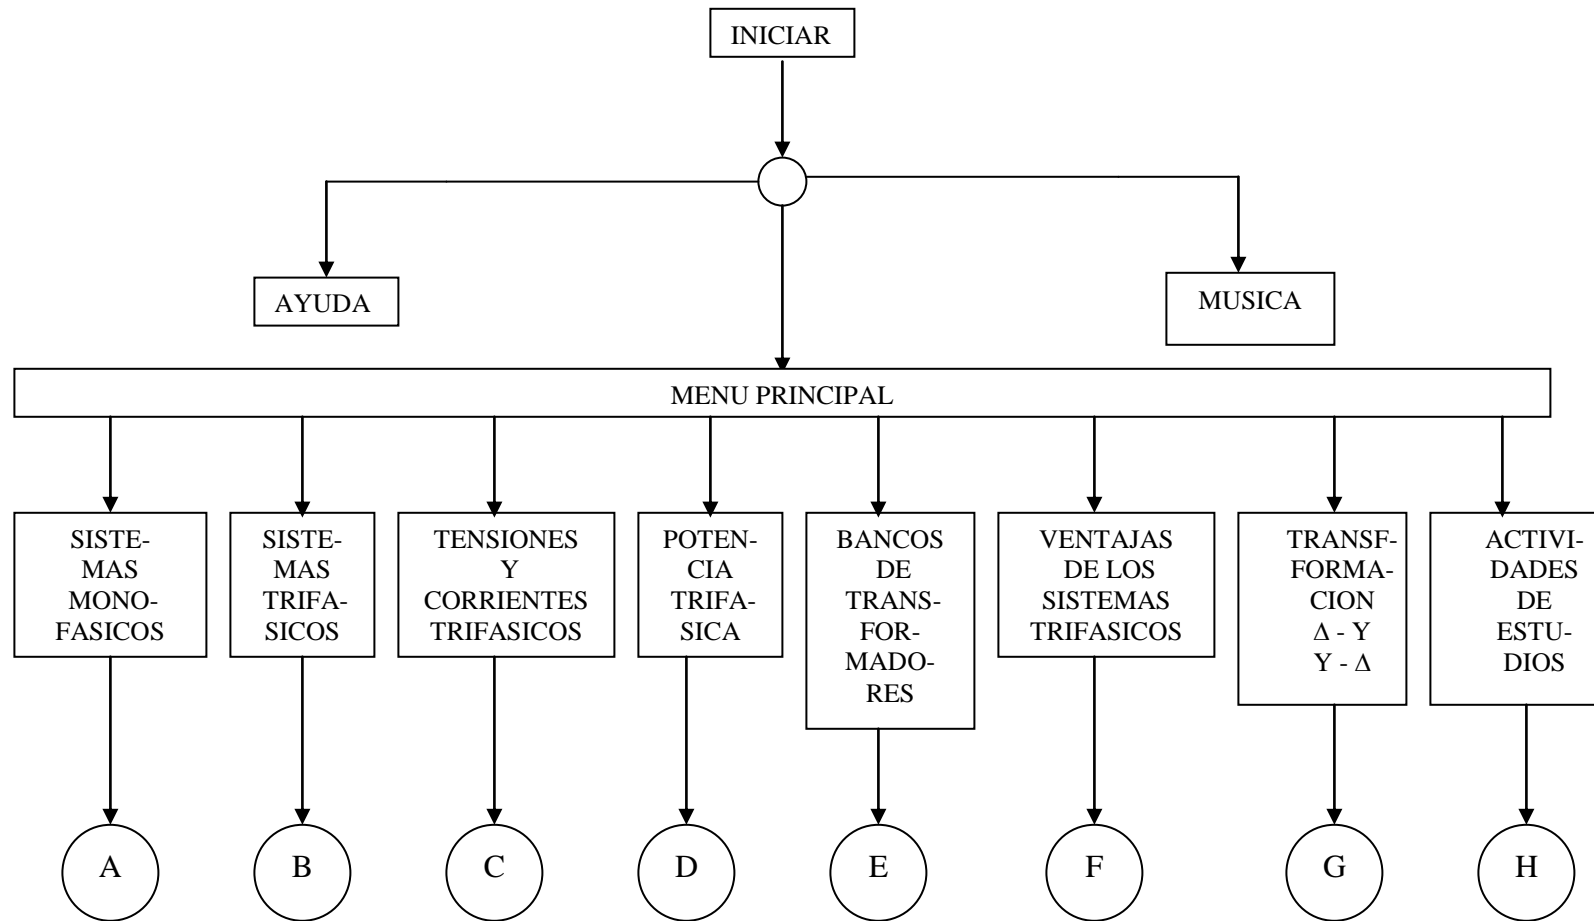 INICIAR
AYUDA
MUSICA
MENU PRINCIPAL
SISTE-
MAS
MONO-
FASICOS
SISTE-
MAS
TRIFA-
SICOS
TENSIONES
Y
CORRIENTES
TRIFASICOS
POTEN-
CIA
TRIFA-
SICA
BANCOS
DE
TRANS-
FOR-
MADO-
RES
VENTAJAS
DE LOS
SISTEMAS
TRIFASICOS
TRANSF-
FORMA-
CION
Δ - Y
Y - Δ
ACTIVI-
DADES
DE
ESTU-
DIOS
A
B
C
D
E
F
G
H